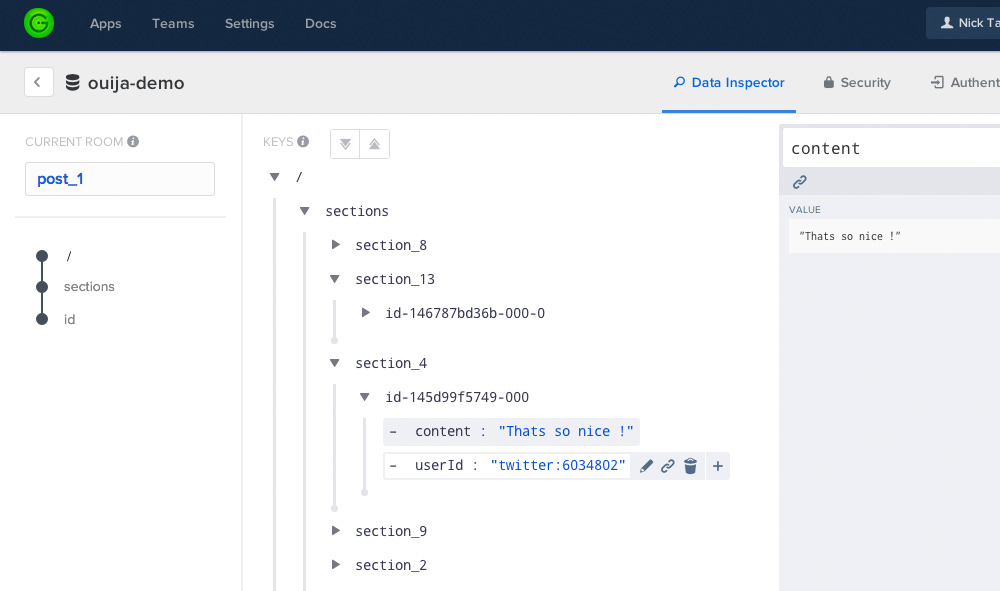 Apps Teams Settings Docs Nick Ta
ouija-demo Data Inspector Security Authent
CURRENT ROOM
post_1
/
sections
id
KEYS
/
sections
section_8
section_13
id-146787bd36b-000-0
section_4
id-145d99f5749-000
– content : "Thats so nice !"
– userId : "twitter:6034802" +
section_9
section_2
content
VALUE
"Thats so nice !"